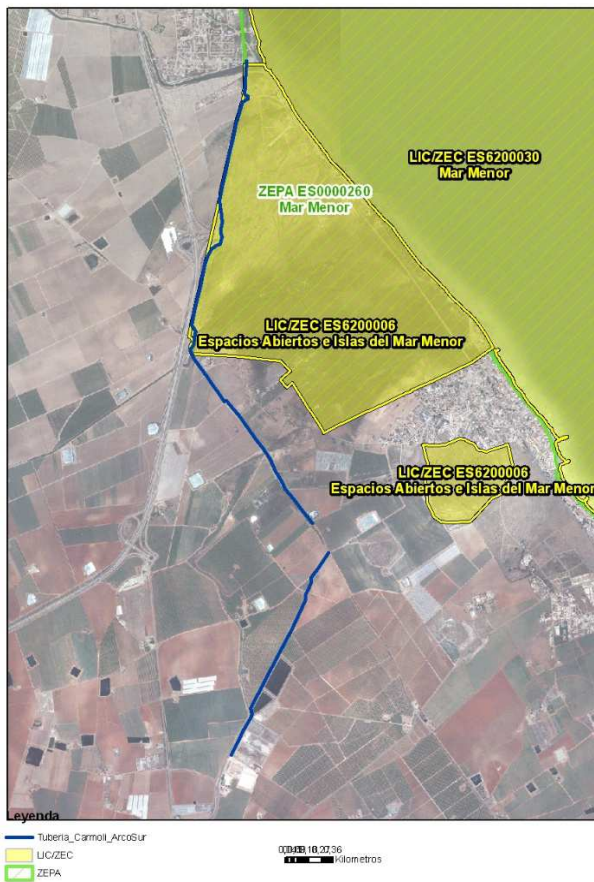 LIC/ZEC ES6200030
Mar Menor
ZEPA ES0000260
Mar Menor
LIC/ZEC ES6200006
Espacios Abiertos e Islas del Mar Menor
LIC/ZEC ES6200006
Espacios Abiertos e Islas del Mar Menor
Leyenda
Tuberia_Carmoli_ArcoSur
LIC/ZEC
ZEPA
Kilometros